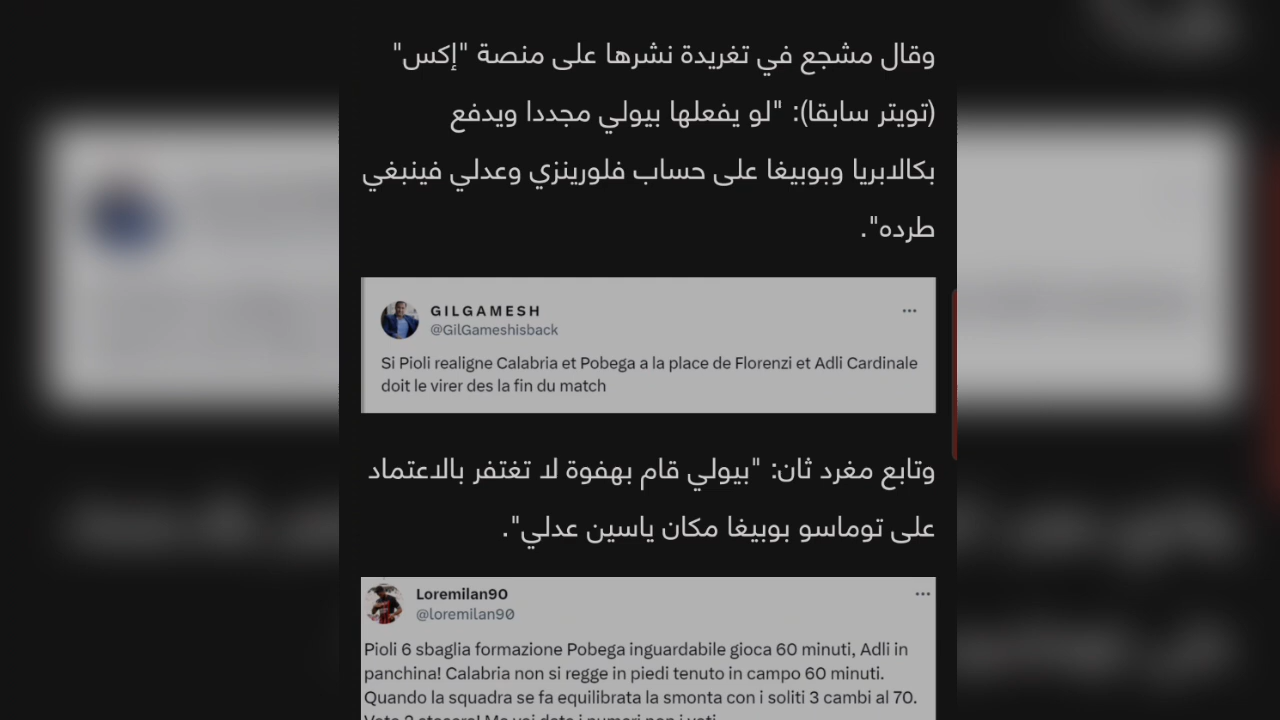 وقال مشجع في تغريدة نشرها على منصة "إكس"
(تويتر سابقا): "لو يفعلها بيولي مجددا ويدفع
بكالابريا وبوبيغا على حساب فلورينزي وعدلي فينبغي
طرده".
GILGAMESH
@GilGameshisback
Si Pioli realigne Calabria et Pobega a la place de Florenzi et Adli Cardinale
doit le virer des la fin du match
وتابع مغرد ثان: "بيولي قام بهفوة لا تغتفر بالاعتماد
على توماسو بوبيغا مكان ياسين عدلي".
Loremilan90
@loremilan90
Pioli 6 sbaglia formazione Pobega inguardabile gioca 60 minuti, Adli in
panchina! Calabria non si regge in piedi tenuto in campo 60 minuti.
Quando la squadra se fa equilibrata la smonta con i soliti 3 cambi al 70.